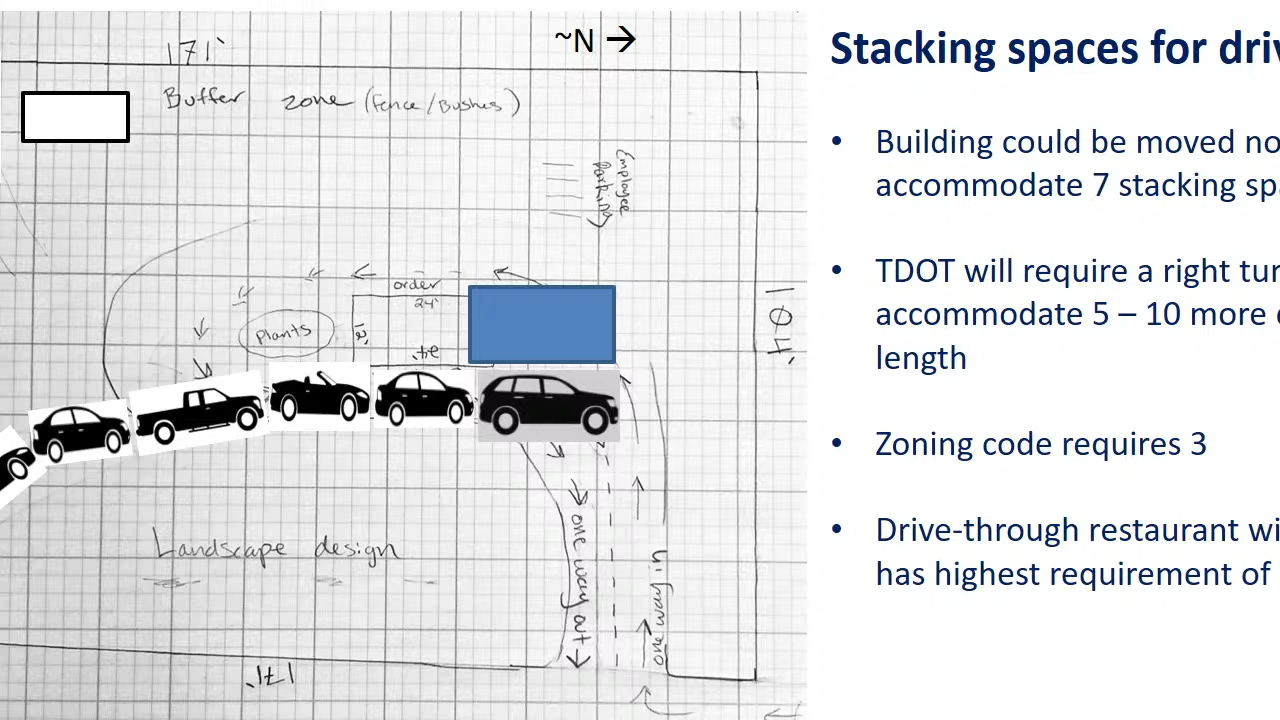 ~N →
171'
Buffer zone (Fence/Bushes)
Employee
Parking
order
24'
Plants
16'
24'
104'
one way out
one way in
Landscape design
171'
Stacking spaces for driv
Building could be moved no
accommodate 7 stacking spa
TDOT will require a right tur
accommodate 5 – 10 more c
length
Zoning code requires 3
Drive-through restaurant wi
has highest requirement of